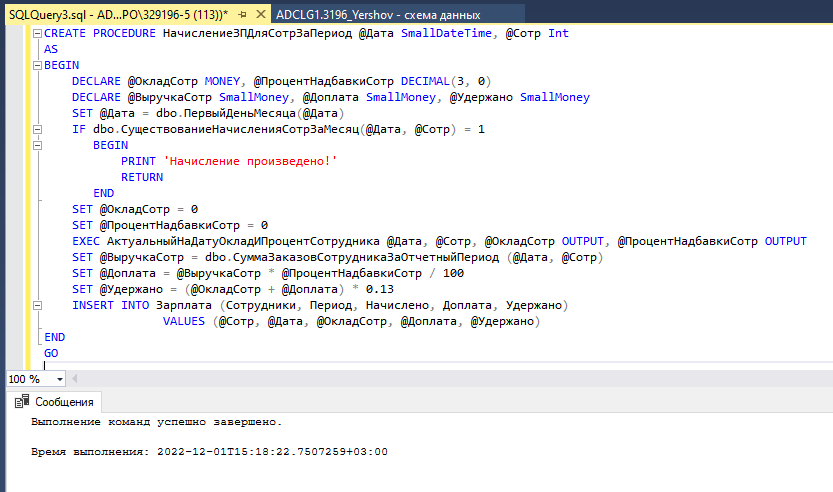 SQLQuery3.sql - AD...PO\329196-5 (113))*
ADCLG1.3196_Yershov - схема данных
CREATE PROCEDURE НачислениеЗПДляСотрЗаПериод @Дата SmallDateTime, @Сотр Int
AS
BEGIN
DECLARE @ОкладСотр MONEY, @ПроцентНадбавкиСотр DECIMAL(3, 0)
DECLARE @ВыручкаСотр SmallMoney, @Доплата SmallMoney, @Удержано SmallMoney
SET @Дата = dbo.ПервыйДеньМесяца(@Дата)
IF dbo.СуществованиеНачисленияСотрЗаМесяц(@Дата, @Сотр) = 1
BEGIN
PRINT 'Начисление произведено!'
RETURN
END
SET @ОкладСотр = 0
SET @ПроцентНадбавкиСотр = 0
EXEC АктуальныйНаДатуОкладИПроцентСотрудника @Дата, @Сотр, @ОкладСотр OUTPUT, @ПроцентНадбавкиСотр OUTPUT
SET @ВыручкаСотр = dbo.СуммаЗаказовСотрудникаЗаОтчетныйПериод (@Дата, @Сотр)
SET @Доплата = @ВыручкаСотр * @ПроцентНадбавкиСотр / 100
SET @Удержано = (@ОкладСотр + @Доплата) * 0.13
INSERT INTO Зарплата (Сотрудники, Период, Начислено, Доплата, Удержано)
VALUES (@Сотр, @Дата, @ОкладСотр, @Доплата, @Удержано)
END
GO
100 %
Сообщения
Выполнение команд успешно завершено.
Время выполнения: 2022-12-01T15:18:22.7507259+03:00